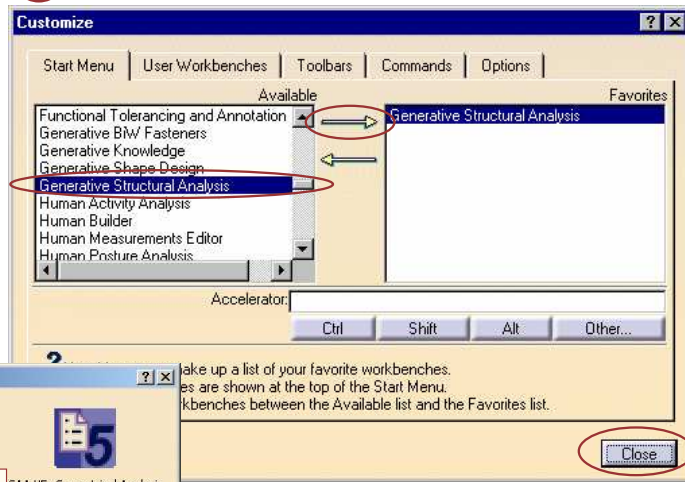 Customize
Start Menu User Workbenches Toolbars Commands Options
Available Favorites
Functional Tolerancing and Annotation
Generative BiW Fasteners
Generative Knowledge
Generative Shape Design
Generative Structural Analysis
Human Activity Analysis
Human Builder
Human Measurements Editor
Human Posture Analysis
Generative Structural Analysis
Accelerator:
Ctrl Shift Alt Other...
ake up a list of your favorite workbenches.
es are shown at the top of the Start Menu.
kbenches between the Available list and the Favorites list.
5
Close